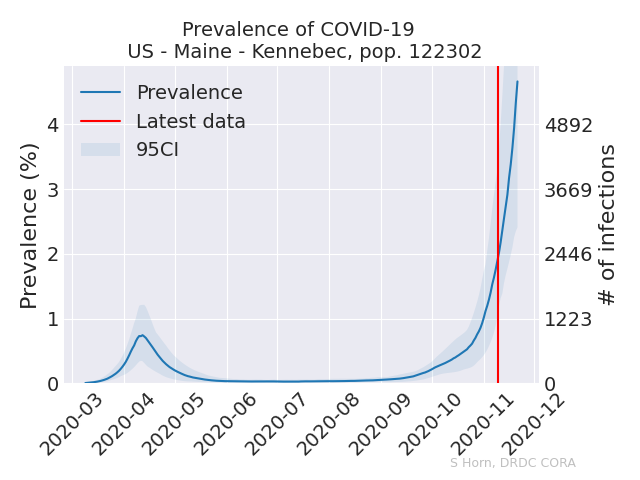 Prevalence of COVID-19
US - Maine - Kennebec, pop. 122302
Prevalence
Latest data
95CI
Prevalence (%)
4
3
2
1
0
4892
3669
2446
1223
0
# of infections
2020-03
2020-04
2020-05
2020-06
2020-07
2020-08
2020-09
2020-10
2020-11
2020-12
S Horn, DRDC CORA